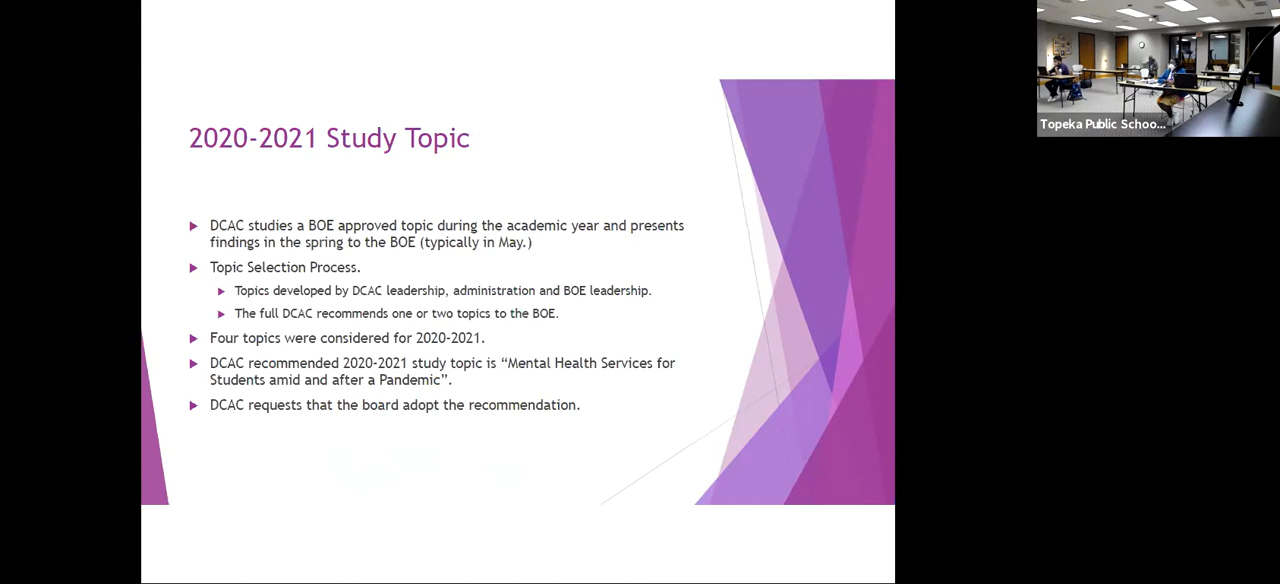 2020-2021 Study Topic
DCAC studies a BOE approved topic during the academic year and presents
findings in the spring to the BOE (typically in May.)
Topic Selection Process.
Topics developed by DCAC leadership, administration and BOE leadership.
The full DCAC recommends one or two topics to the BOE.
Four topics were considered for 2020-2021.
DCAC recommended 2020-2021 study topic is “Mental Health Services for
Students amid and after a Pandemic”.
DCAC requests that the board adopt the recommendation.
Topeka Public Schoo...